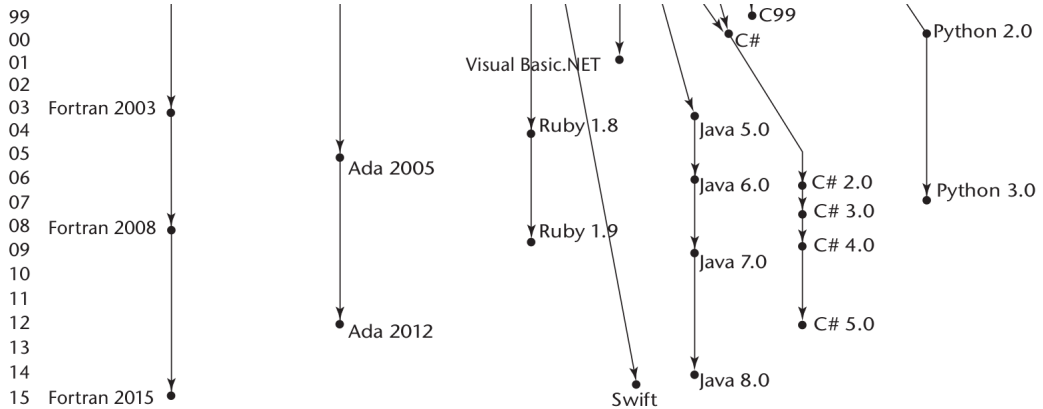 99 C99
00 C# Python 2.0
01 Visual Basic.NET
02
03 Fortran 2003
04 Ruby 1.8 Java 5.0
05 Ada 2005
06 Java 6.0 C# 2.0 Python 3.0
07 C# 3.0
08 Fortran 2008 Ruby 1.9
09 C# 4.0
10 Java 7.0
11
12 Ada 2012 C# 5.0
13
14 Java 8.0
15 Fortran 2015 Swift